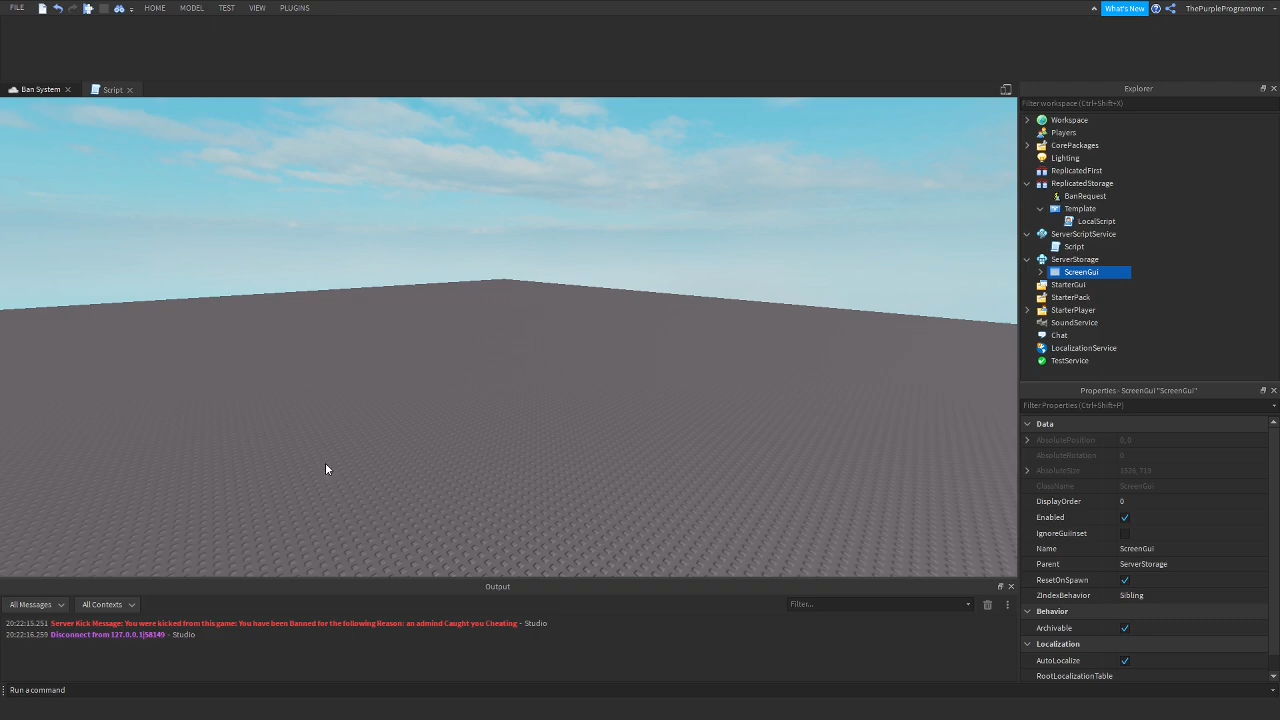 FILE HOME MODEL TEST VIEW PLUGINS What's New ThePurpleProgrammer
Ban System Script
Explorer
Filter workspace (Ctrl+Shift+X)
Workspace
Players
CorePackages
Lighting
ReplicatedFirst
ReplicatedStorage
BanRequest
Template
LocalScript
ServerScriptService
Script
ServerStorage
ScreenGui
StarterGui
StarterPack
StarterPlayer
SoundService
Chat
LocalizationService
TestService
Properties - ScreenGui "ScreenGui"
Filter Properties (Ctrl+Shift+P)
Data
AbsolutePosition 0, 0
AbsoluteRotation 0
AbsoluteSize 1536, 719
ClassName ScreenGui
DisplayOrder 0
Enabled
IgnoreGuiInset
Name ScreenGui
Parent ServerStorage
ResetOnSpawn
ZIndexBehavior Sibling
Behavior
Archivable
Localization
AutoLocalize
RootLocalizationTable
Output
All Messages All Contexts Filter...
20:22:15.251 Server Kick Message: You were kicked from this game: You have been Banned for the following Reason: an admind Caught you Cheating - Studio
20:22:16.259 Disconnect from 127.0.0.1|58149 - Studio
Run a command